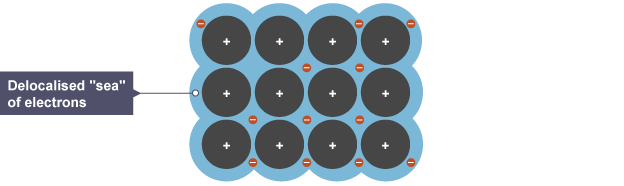 Delocalised "sea"
of electrons
+ + + +
+ + + +
+ + + +